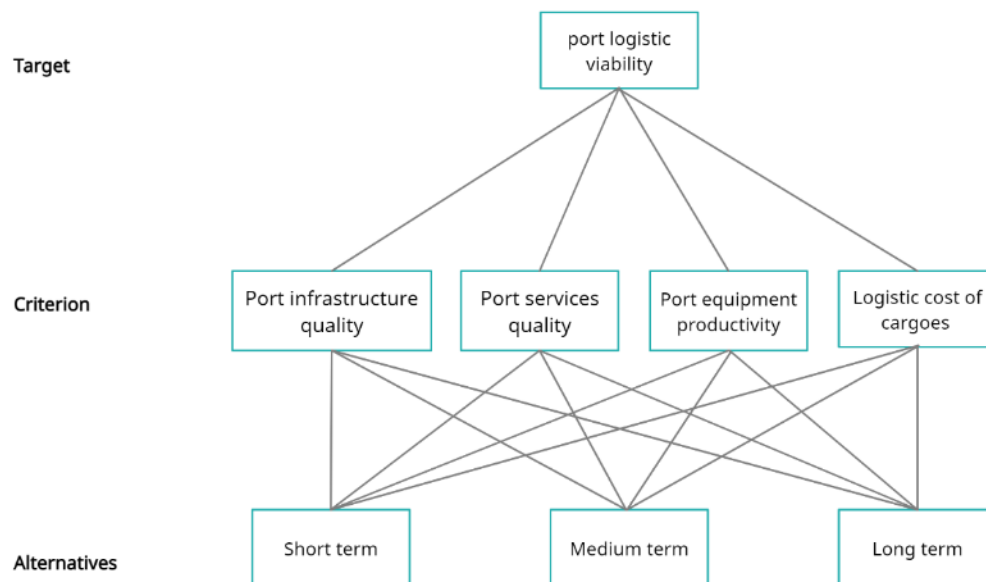 Target
port logistic
viability
Criterion
Port infrastructure
quality
Port services
quality
Port equipment
productivity
Logistic cost of
cargoes
Alternatives
Short term
Medium term
Long term